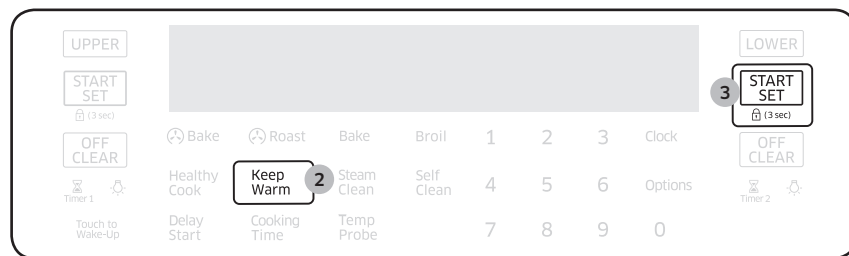 UPPER
LOWER
START
SET
(3 sec)
3
START
SET
(3 sec)
OFF
CLEAR
Bake
Roast
Bake
Broil
1
2
3
Clock
OFF
CLEAR
Healthy
Cook
Keep
Warm
2
Steam
Clean
Self
Clean
4
5
6
Options
Timer 1
Timer 2
Touch to
Wake-Up
Delay
Start
Cooking
Time
Temp
Probe
7
8
9
0